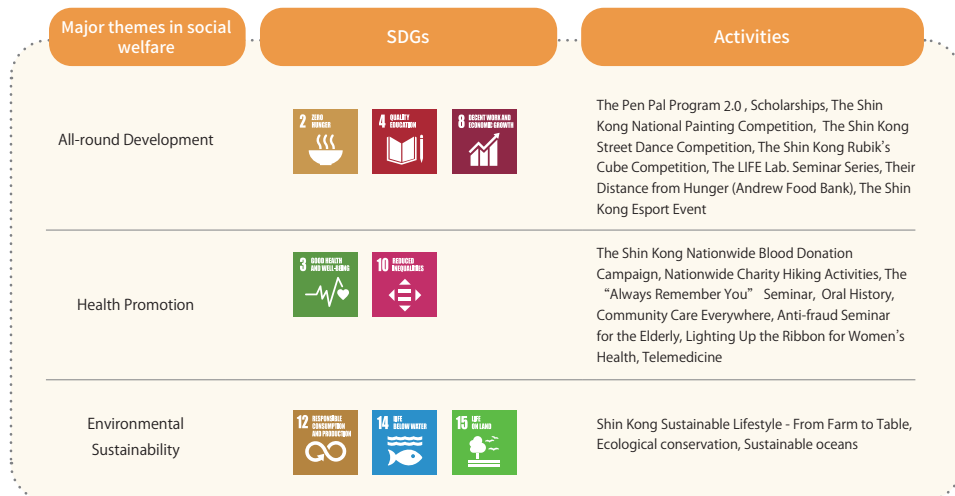 Major themes in social
welfare
SDGs
Activities
All-round Development
2 ZERO
HUNGER
4 QUALITY
EDUCATION
8 DECENT WORK AND
ECONOMIC GROWTH
The Pen Pal Program 2.0 , Scholarships, The Shin
Kong National Painting Competition, The Shin Kong
Street Dance Competition, The Shin Kong Rubik’s
Cube Competition, The LIFE Lab. Seminar Series, Their
Distance from Hunger (Andrew Food Bank), The Shin
Kong Esport Event
Health Promotion
3 GOOD HEALTH
AND WELL-BEING
10 REDUCED
INEQUALITIES
The Shin Kong Nationwide Blood Donation
Campaign, Nationwide Charity Hiking Activities, The
“Always Remember You” Seminar, Oral History,
Community Care Everywhere, Anti-fraud Seminar
for the Elderly, Lighting Up the Ribbon for Women’s
Health, Telemedicine
Environmental
Sustainability
12 RESPONSIBLE
CONSUMPTION
AND PRODUCTION
14 LIFE
BELOW WATER
15 LIFE
ON LAND
Shin Kong Sustainable Lifestyle - From Farm to Table,
Ecological conservation, Sustainable oceans